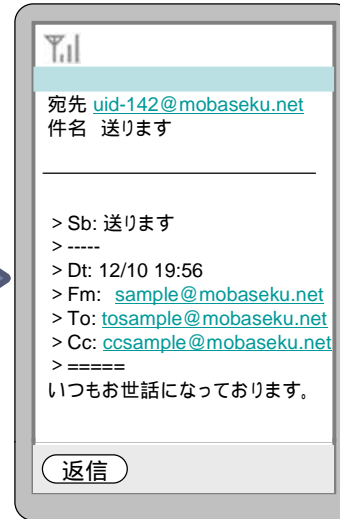 宛先 uid-142@mobaseku.net
件名 送ります
> Sb: 送ります
> -----
> Dt: 12/10 19:56
> Fm: sample@mobaseku.net
> To: tosample@mobaseku.net
> Cc: ccsample@mobaseku.net
> =====
いつもお世話になっております。
返信